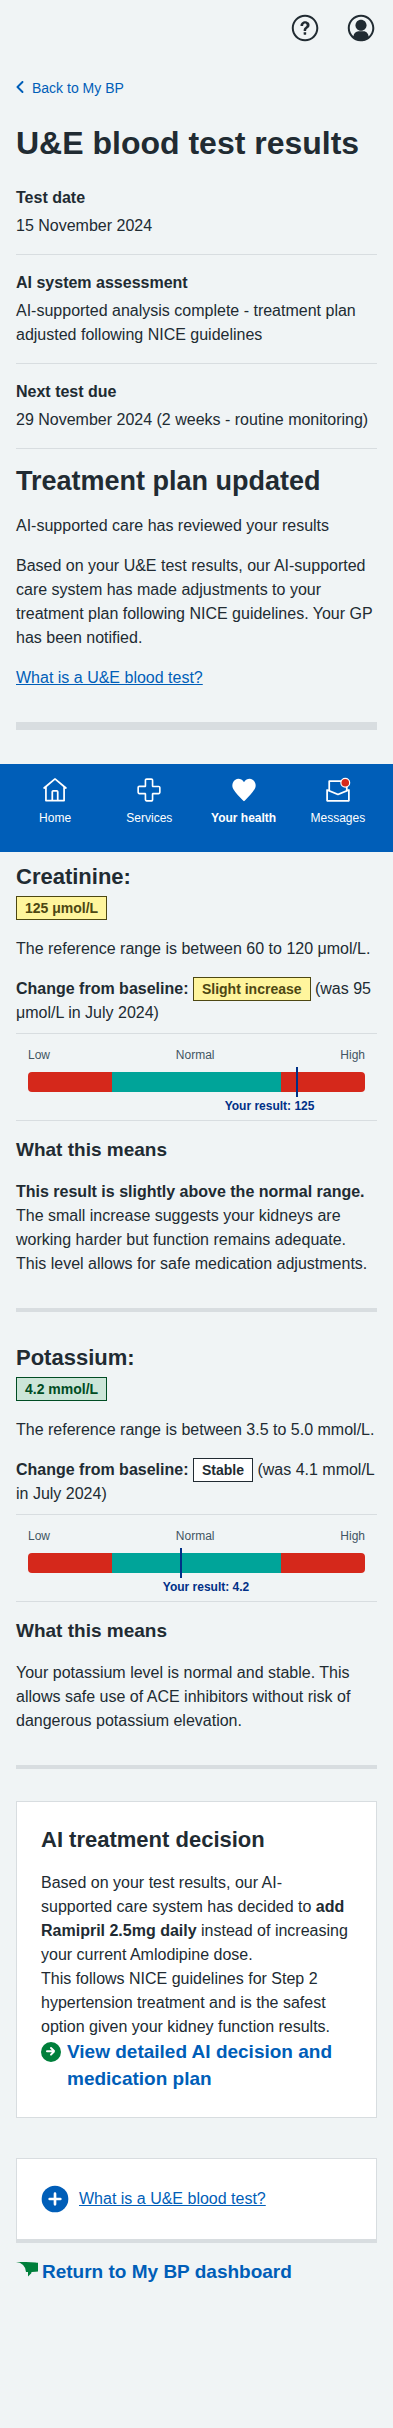 Back to My BP
U&E blood test results
Test date
15 November 2024
AI system assessment
AI-supported analysis complete - treatment plan
adjusted following NICE guidelines
Next test due
29 November 2024 (2 weeks - routine monitoring)
Treatment plan updated
AI-supported care has reviewed your results
Based on your U&E test results, our AI-supported
care system has made adjustments to your
treatment plan following NICE guidelines. Your GP
has been notified.
What is a U&E blood test?
Home Services Your health Messages
Creatinine:
125 μmol/L
The reference range is between 60 to 120 μmol/L.
Change from baseline: Slight increase (was 95
μmol/L in July 2024)
Low Normal High
Your result: 125
What this means
This result is slightly above the normal range.
The small increase suggests your kidneys are
working harder but function remains adequate.
This level allows for safe medication adjustments.
Potassium:
4.2 mmol/L
The reference range is between 3.5 to 5.0 mmol/L.
Change from baseline: Stable (was 4.1 mmol/L
in July 2024)
Low Normal High
Your result: 4.2
What this means
Your potassium level is normal and stable. This
allows safe use of ACE inhibitors without risk of
dangerous potassium elevation.
AI treatment decision
Based on your test results, our AI-
supported care system has decided to add
Ramipril 2.5mg daily instead of increasing
your current Amlodipine dose.
This follows NICE guidelines for Step 2
hypertension treatment and is the safest
option given your kidney function results.
View detailed AI decision and
medication plan
What is a U&E blood test?
Return to My BP dashboard